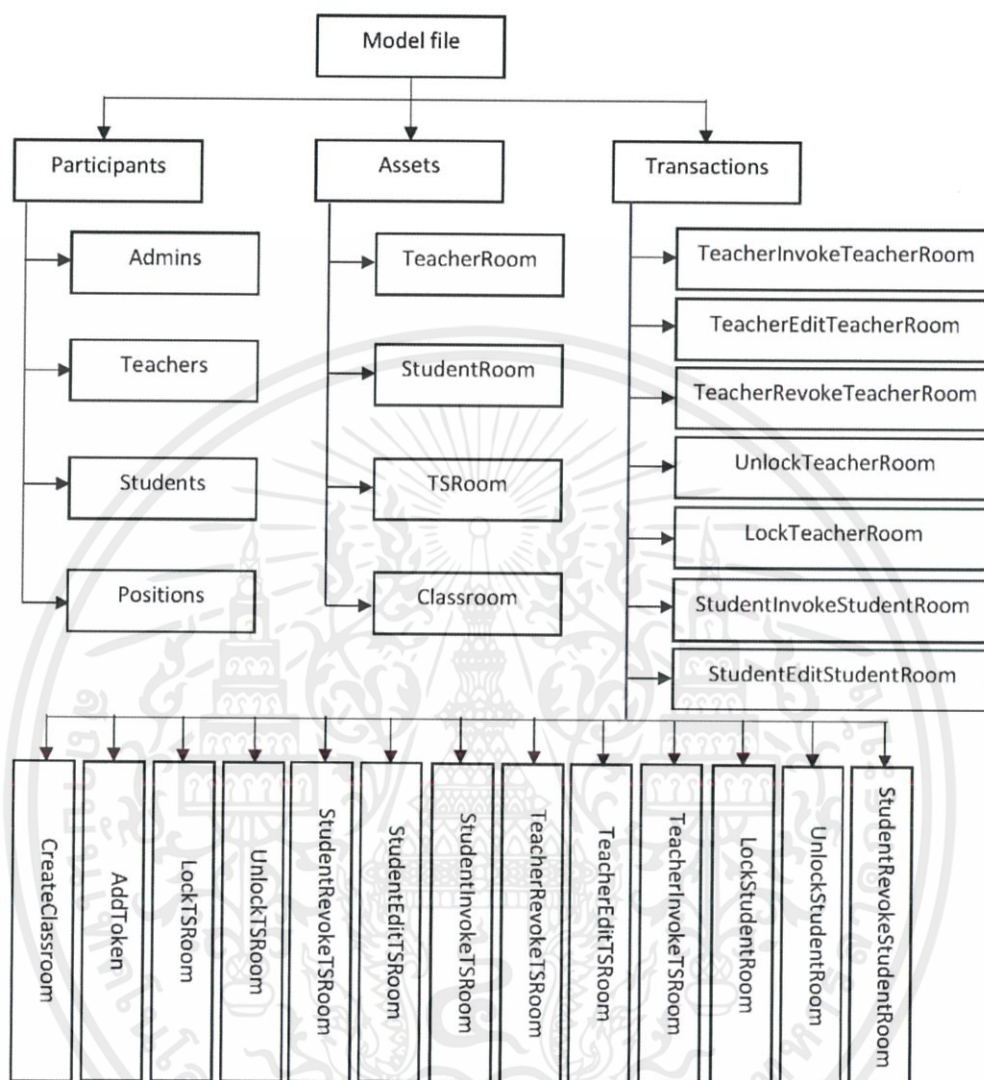 Model file
Participants
Assets
Transactions
Admins
Teachers
Students
Positions
TeacherRoom
StudentRoom
TSRoom
Classroom
TeacherInvokeTeacherRoom
TeacherEditTeacherRoom
TeacherRevokeTeacherRoom
UnlockTeacherRoom
LockTeacherRoom
StudentInvokeStudentRoom
StudentEditStudentRoom
CreateClassroom
AddToken
LockTSRoom
UnlockTSRoom
StudentRevokeTSRoom
StudentEditTSRoom
StudentInvokeTSRoom
TeacherRevokeTSRoom
TeacherEditTSRoom
TeacherInvokeTSRoom
LockStudentRoom
UnlockStudentRoom
StudentRevokeStudentRoom